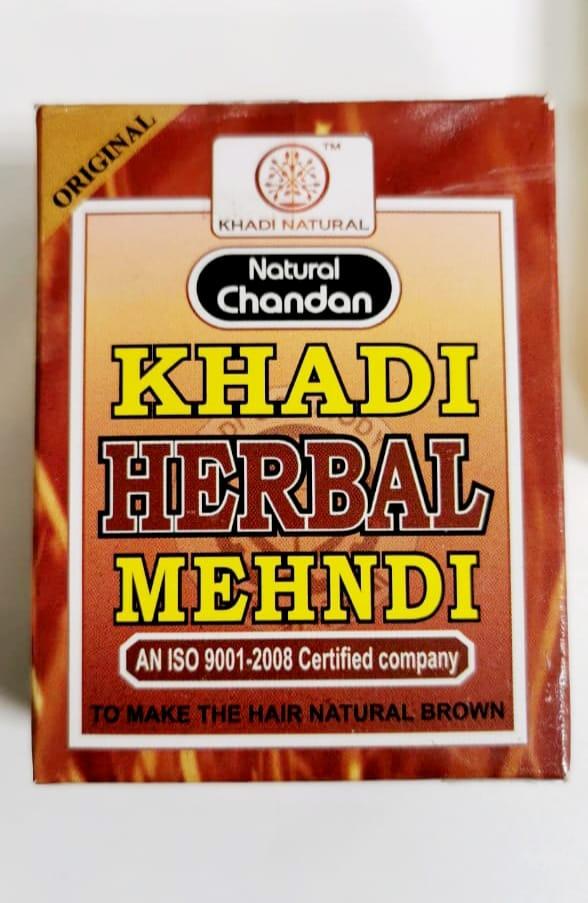 ORIGINAL
TM
KHADI NATURAL
Natural
Chandan
KHADI
HERBAL
MEHNDI
AN ISO 9001-2008 Certified company
TO MAKE THE HAIR NATURAL BROWN